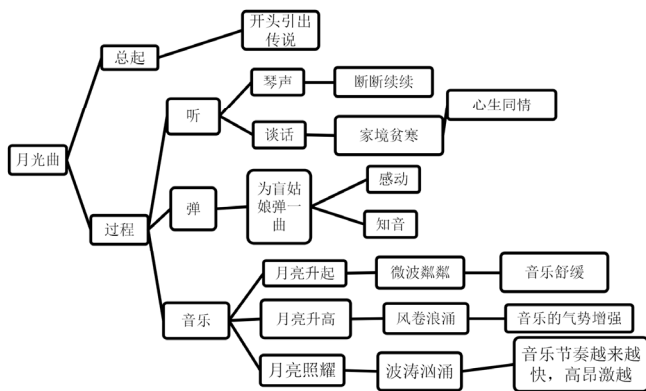 月光曲
总起
开头引出
传说
过程
听
琴声
断断续续
谈话
家境贫寒
心生同情
弹
为盲姑
娘弹一
曲
感动
知音
音乐
月亮升起
微波粼粼
音乐舒缓
月亮升高
风卷浪涌
音乐的气势增强
月亮照耀
波涛汹涌
音乐节奏越来越
快，高昂激越